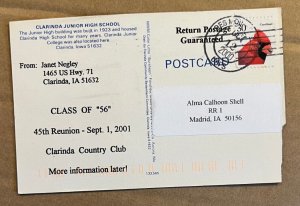 CLARINDA JUNIOR HIGH SCHOOL
The Junior High building was built in 1923 and housed
Clarinda High School for many years. Clarinda Junior
College was also located here.
Clarinda, Iowa 51632
From: Janet Negley
1465 US Hwy. 71
Clarinda, IA 51632
CLASS OF "56"
45th Reunion - Sept. 1, 2001
Clarinda Country Club
More information later!
Return Postage
Guaranteed
POSTCARD
Alma Calhoon Shell
RR 1
Madrid, IA 50156